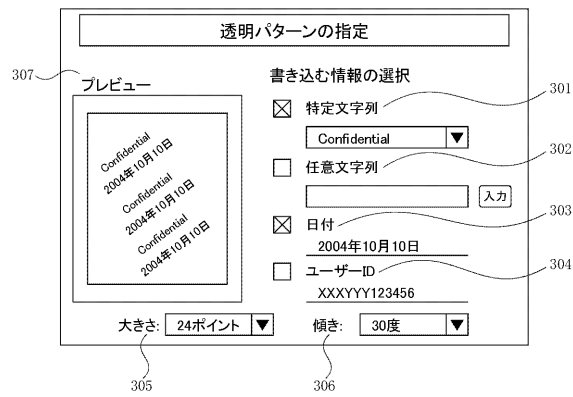 透明パターンの指定
307
プレビュー
Confidential
2004年10月10日
Confidential
2004年10月10日
Confidential
2004年10月10日
書き込む情報の選択
特定文字列
301
Confidential
任意文字列
302
入力
日付
303
2004年10月10日
ユーザーID
304
XXXYYY123456
大きさ: 24ポイント
傾き: 30度
305
306